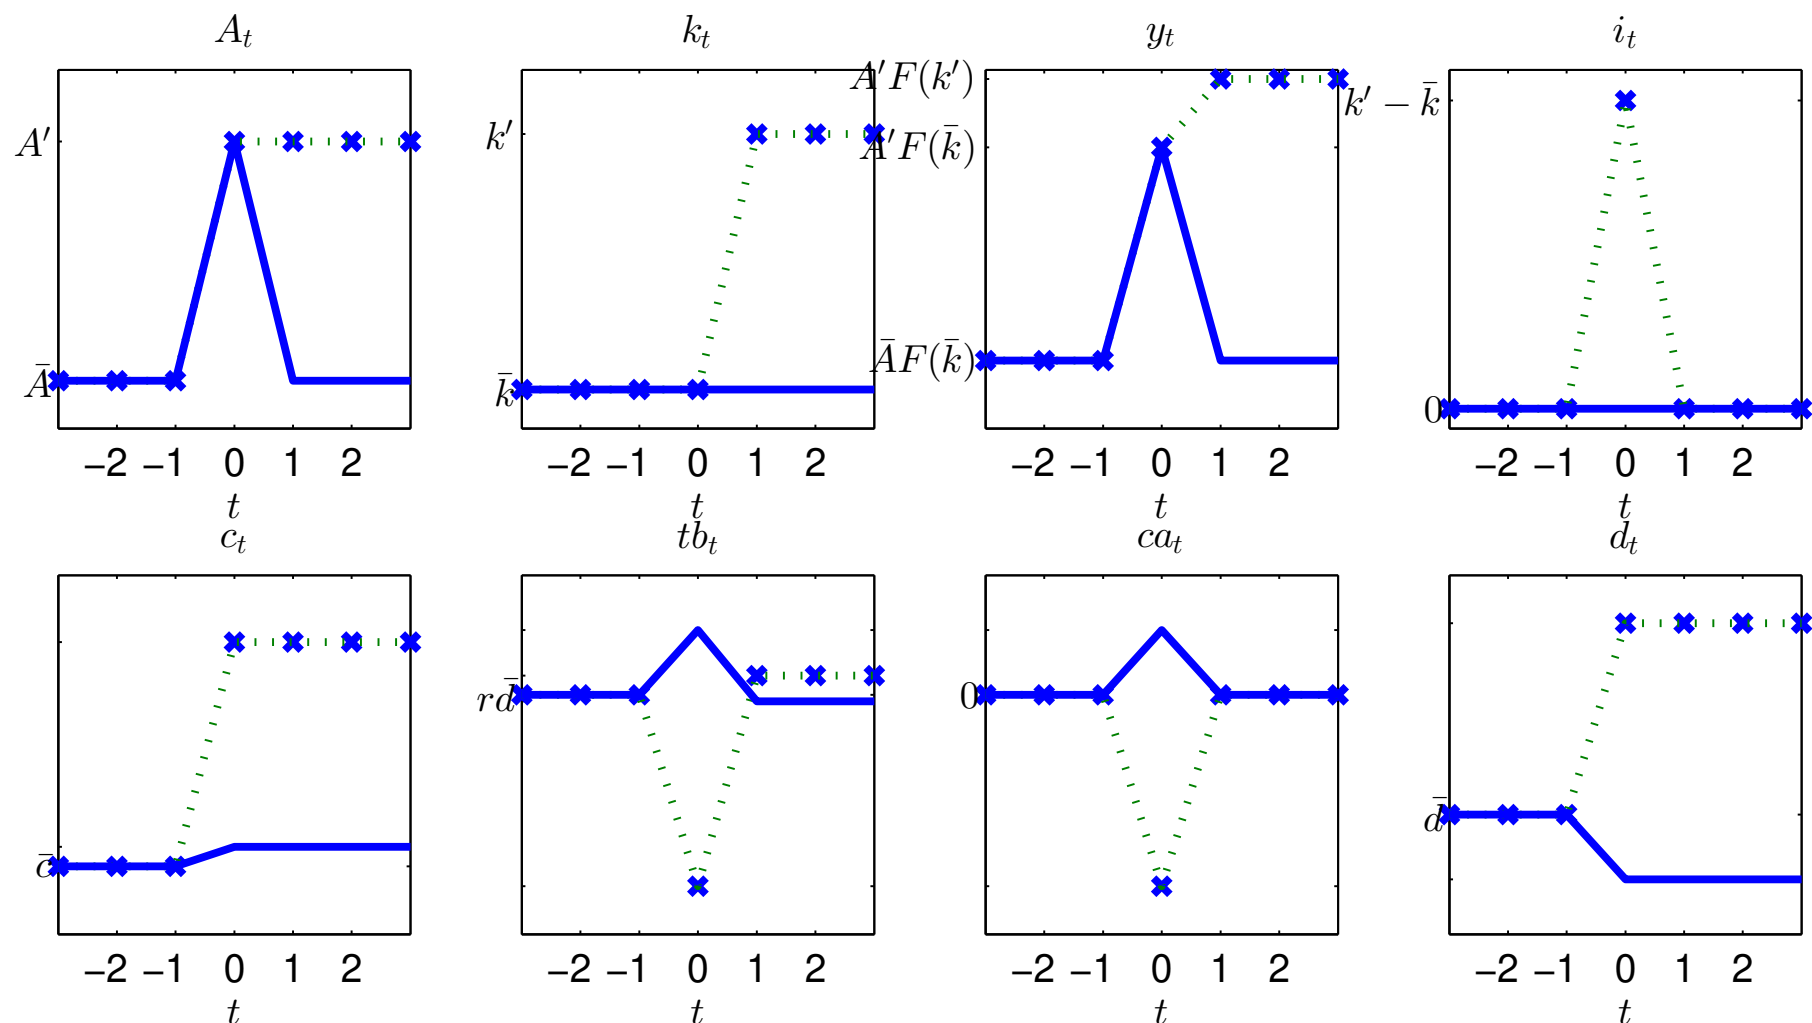 A_t k_t y_t i_t
A′ k′ A′F(k′) k′ − k̄
A′F(k̄)
Ā k̄ ĀF(k̄) 0
−2 −1 0 1 2 −2 −1 0 1 2 −2 −1 0 1 2 −2 −1 0 1 2
t t t t
c_t tb_t ca_t d_t
c̄ rd̄ 0 d̄
−2 −1 0 1 2 −2 −1 0 1 2 −2 −1 0 1 2 −2 −1 0 1 2
t t t t